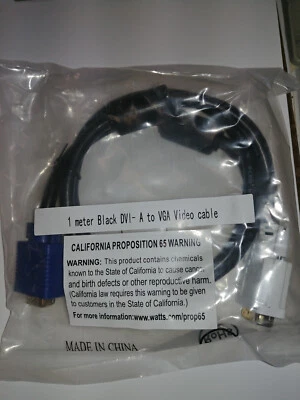 1 meter Black DVI- A to VGA Video cable
CALIFORNIA PROPOSITION 65 WARNING
WARNING: This product contains chemicals
known to the State of California to cause cancer
and birth defects or other reproductive harm.
(California law requires this warning to be given
to customers in the State of California.)
For more information:www.watts.com/prop65
MADE IN CHINA
RoHS